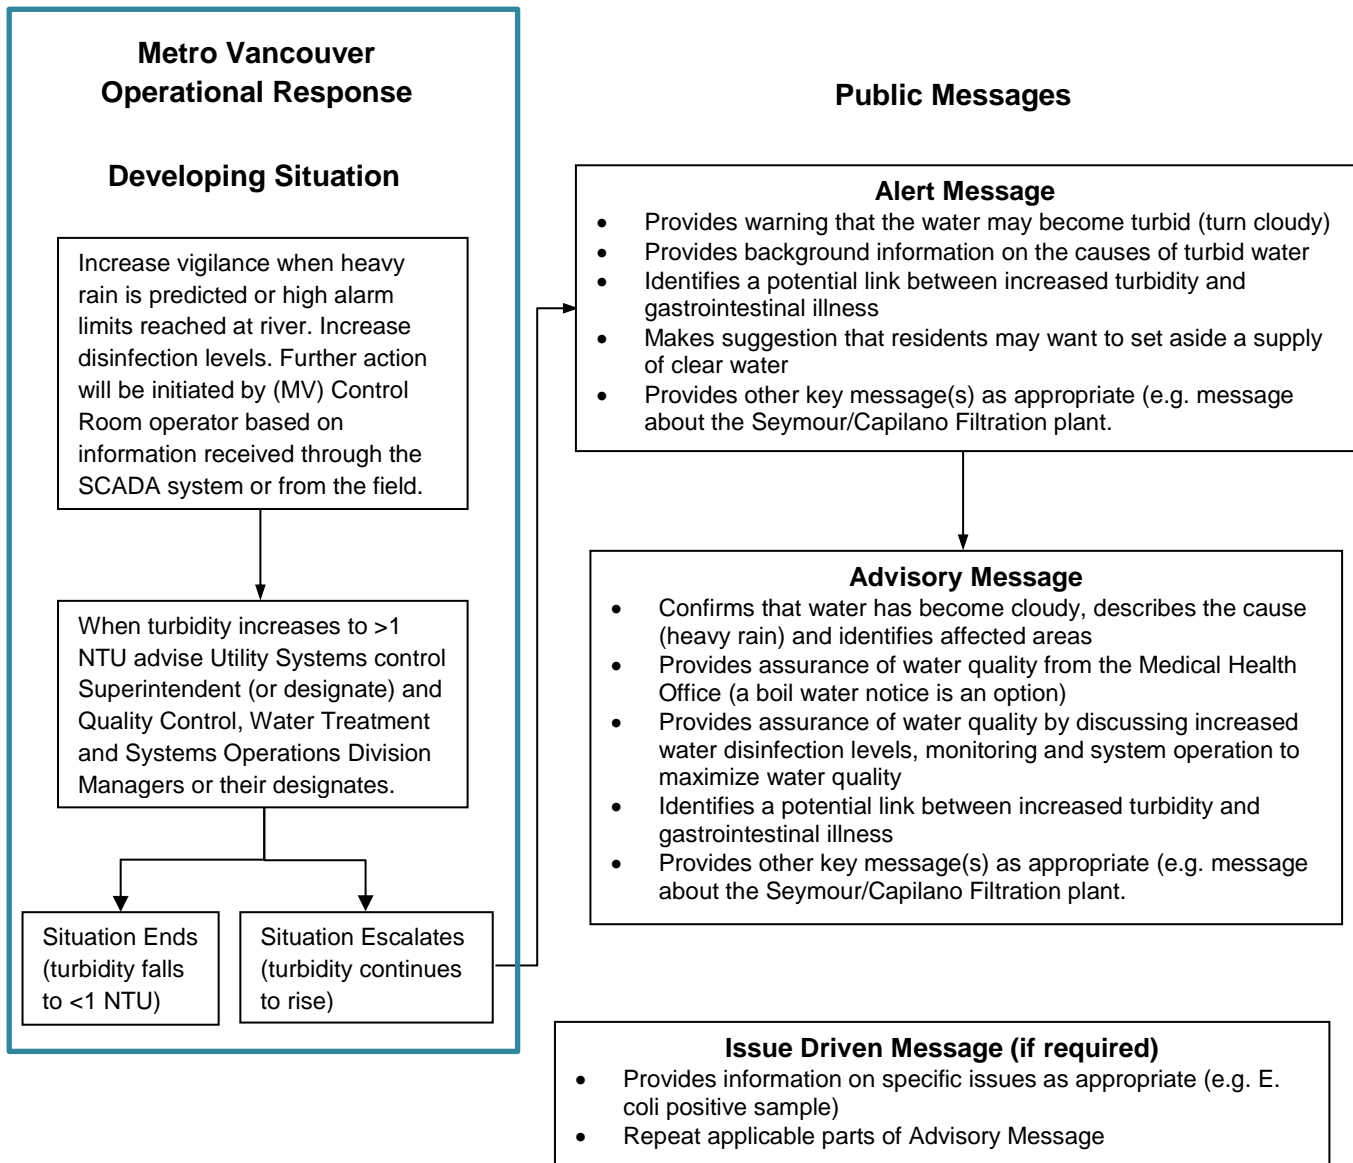 Metro Vancouver
Operational Response
Developing Situation
Increase vigilance when heavy
rain is predicted or high alarm
limits reached at river. Increase
disinfection levels. Further action
will be initiated by (MV) Control
Room operator based on
information received through the
SCADA system or from the field.
When turbidity increases to >1
NTU advise Utility Systems control
Superintendent (or designate) and
Quality Control, Water Treatment
and Systems Operations Division
Managers or their designates.
Situation Ends
(turbidity falls
to <1 NTU)
Situation Escalates
(turbidity continues
to rise)
Public Messages
Alert Message
• Provides warning that the water may become turbid (turn cloudy)
• Provides background information on the causes of turbid water
• Identifies a potential link between increased turbidity and
gastrointestinal illness
• Makes suggestion that residents may want to set aside a supply
of clear water
• Provides other key message(s) as appropriate (e.g. message
about the Seymour/Capilano Filtration plant.
Advisory Message
• Confirms that water has become cloudy, describes the cause
(heavy rain) and identifies affected areas
• Provides assurance of water quality from the Medical Health
Office (a boil water notice is an option)
• Provides assurance of water quality by discussing increased
water disinfection levels, monitoring and system operation to
maximize water quality
• Identifies a potential link between increased turbidity and
gastrointestinal illness
• Provides other key message(s) as appropriate (e.g. message
about the Seymour/Capilano Filtration plant.
Issue Driven Message (if required)
• Provides information on specific issues as appropriate (e.g. E.
coli positive sample)
• Repeat applicable parts of Advisory Message